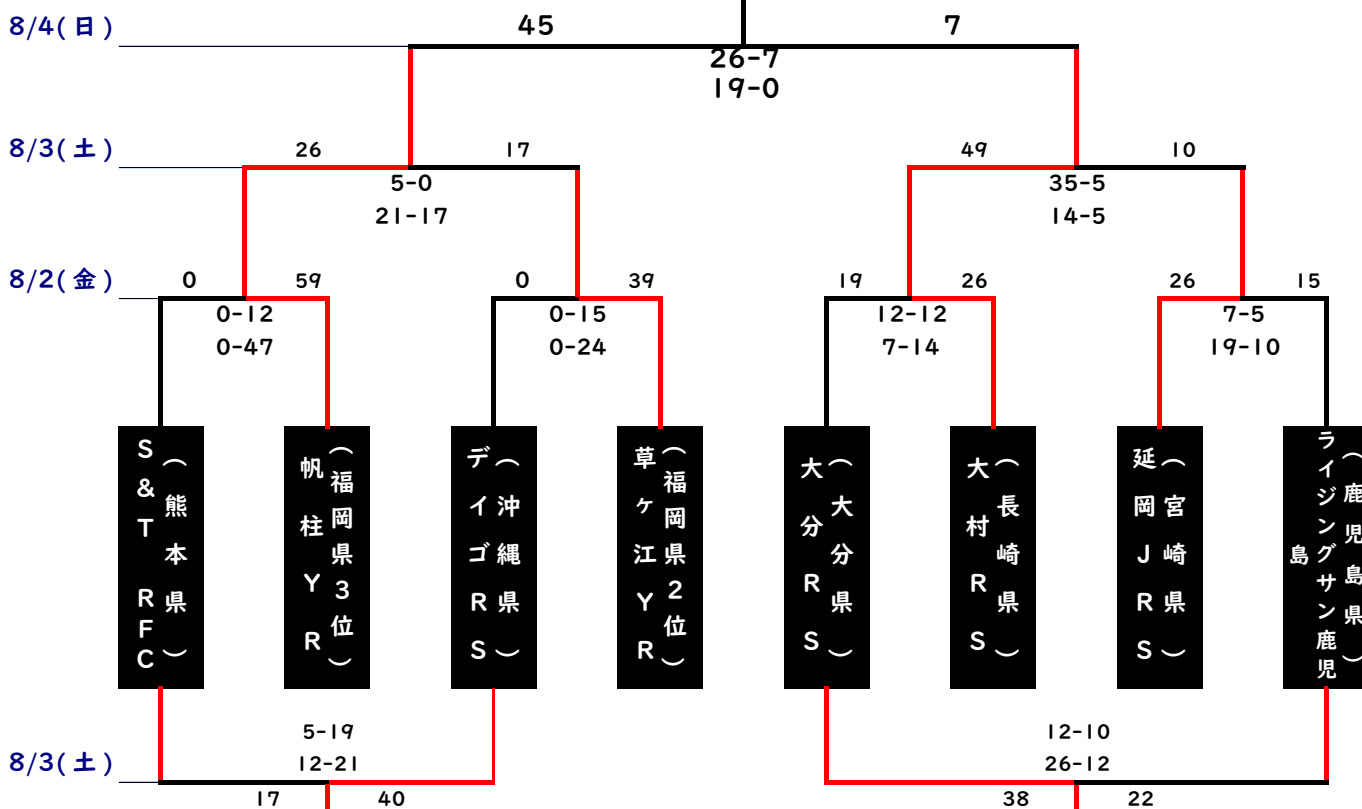 8/4(日)
45
7
26-7
19-0
8/3(土)
26
17
49
10
5-0
21-17
35-5
14-5
8/2(金)
0
59
0
39
19
26
26
15
0-12
0-47
0-15
0-24
12-12
7-14
7-5
19-10
S&T RFC
(熊本県)
帆柱YR
(福岡県3位)
デイゴRS
(沖縄県)
草ヶ江YR
(福岡県2位)
大分RS
(大分県)
大村RS
(長崎県)
延岡JRS
(宮崎県)
ライジングサン鹿児
島
(鹿児島県)
5-19
12-21
12-10
26-12
8/3(土)
17
40
38
22